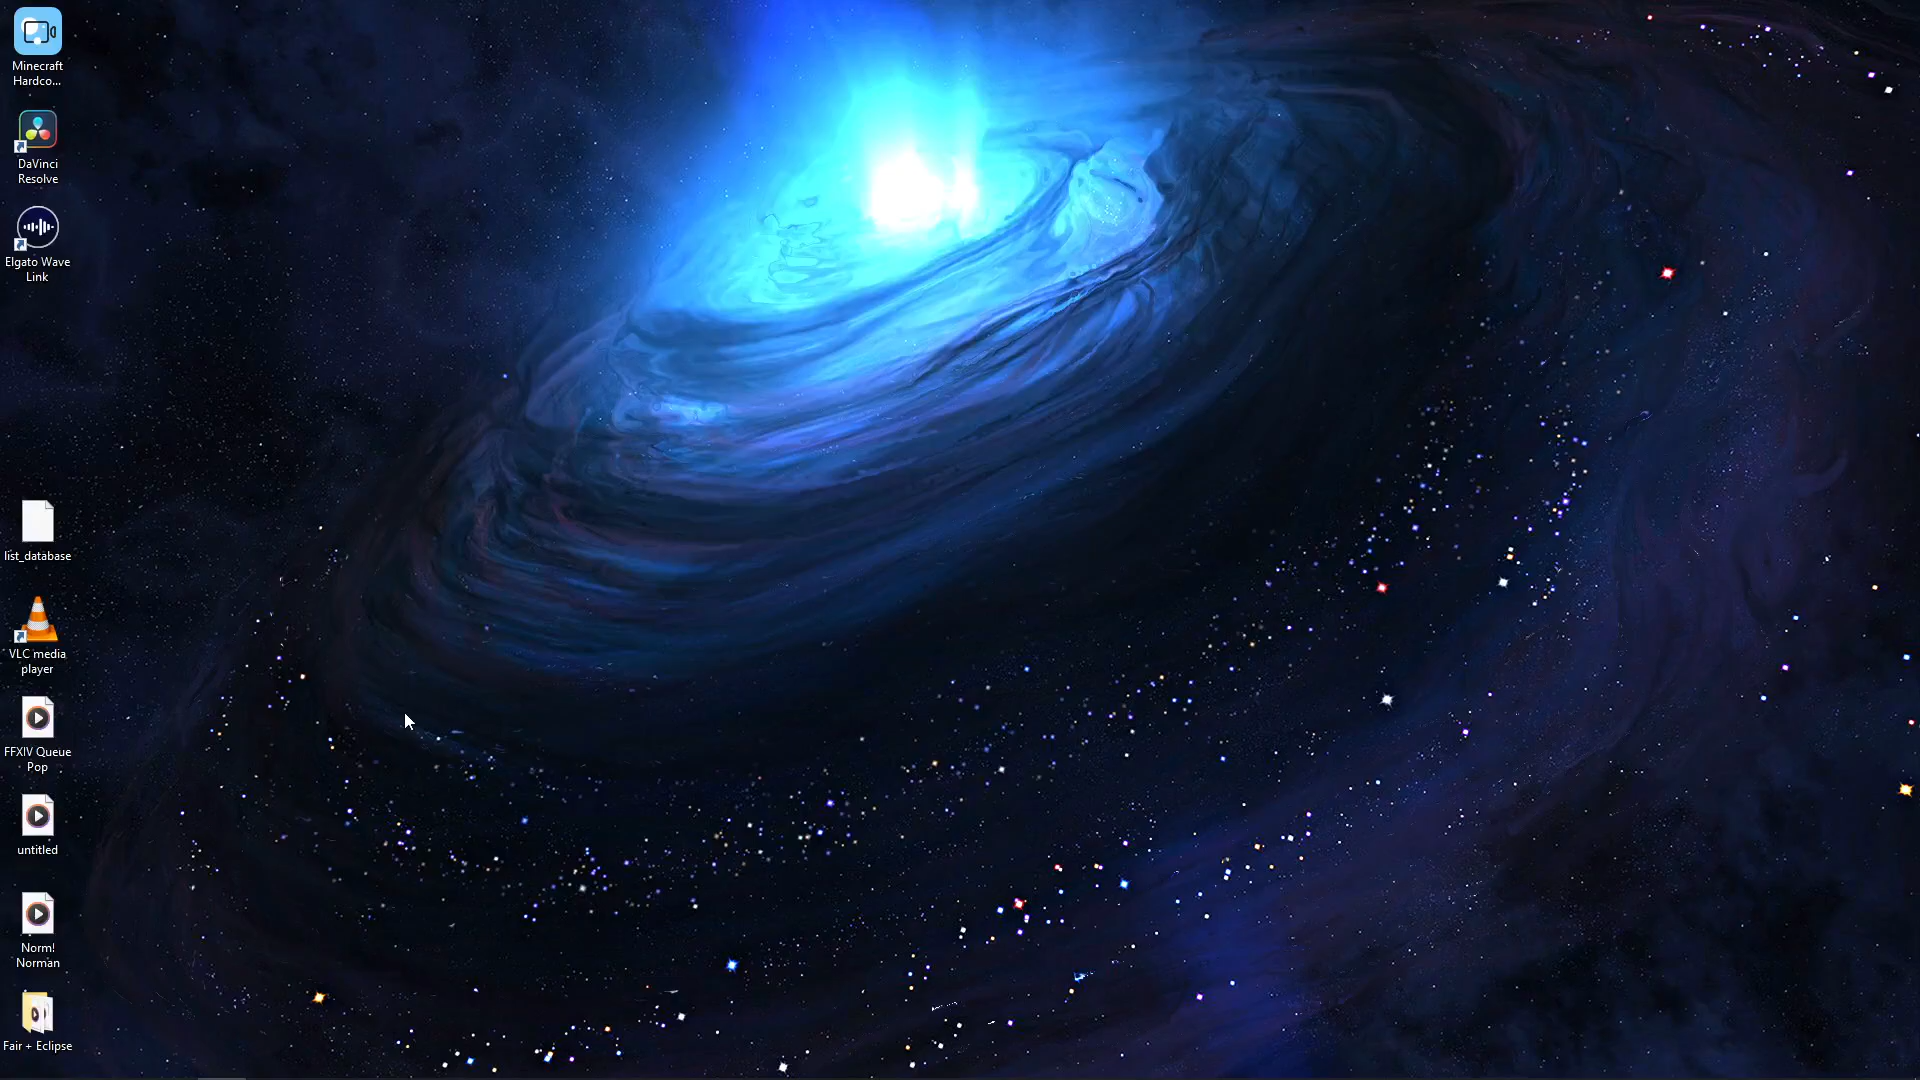 Minecraft
Hardco...
DaVinci
Resolve
Elgato Wave
Link
list_database
VLC media
player
FFXIV Queue
Pop
untitled
Norm!
Norman
Fair + Eclipse